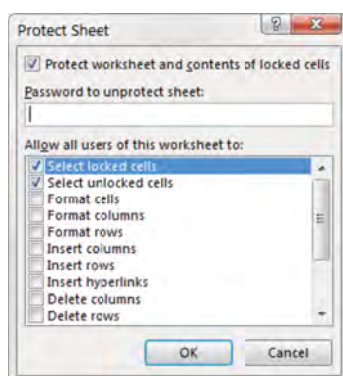 Protect Sheet
Protect worksheet and contents of locked cells
Password to unprotect sheet:
Allow all users of this worksheet to:
Select locked cells
Select unlocked cells
Format cells
Format columns
Format rows
Insert columns
Insert rows
Insert hyperlinks
Delete columns
Delete rows
OK Cancel